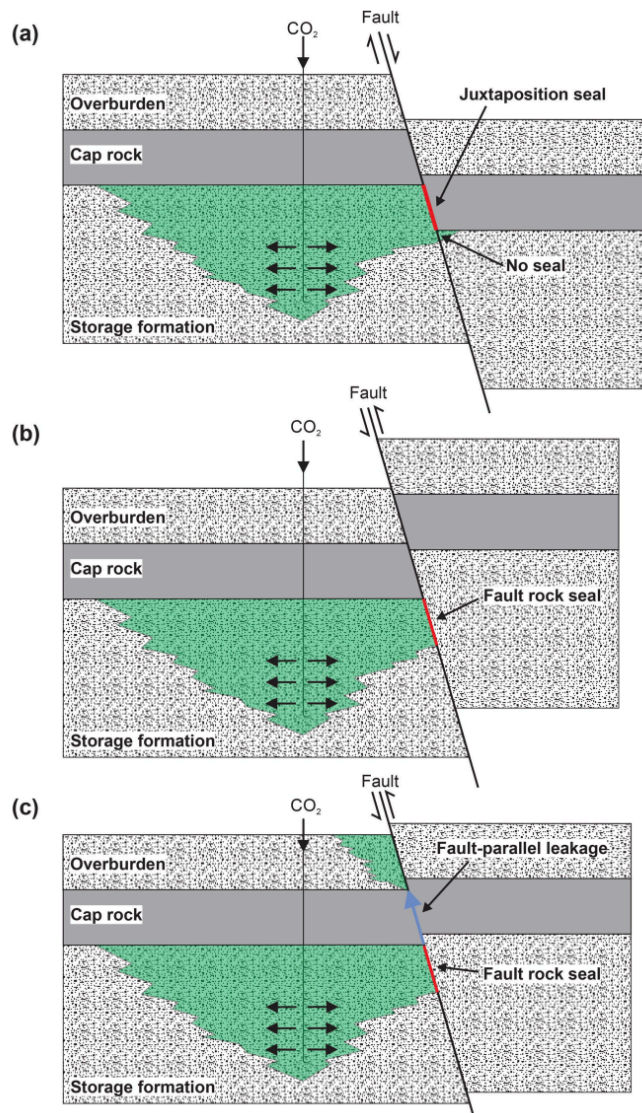 (a)
Fault
CO₂
Overburden
Juxtaposition seal
Cap rock
No seal
Storage formation
(b)
Fault
CO₂
Overburden
Cap rock
Fault rock seal
Storage formation
(c)
Fault
CO₂
Fault-parallel leakage
Overburden
Cap rock
Fault rock seal
Storage formation